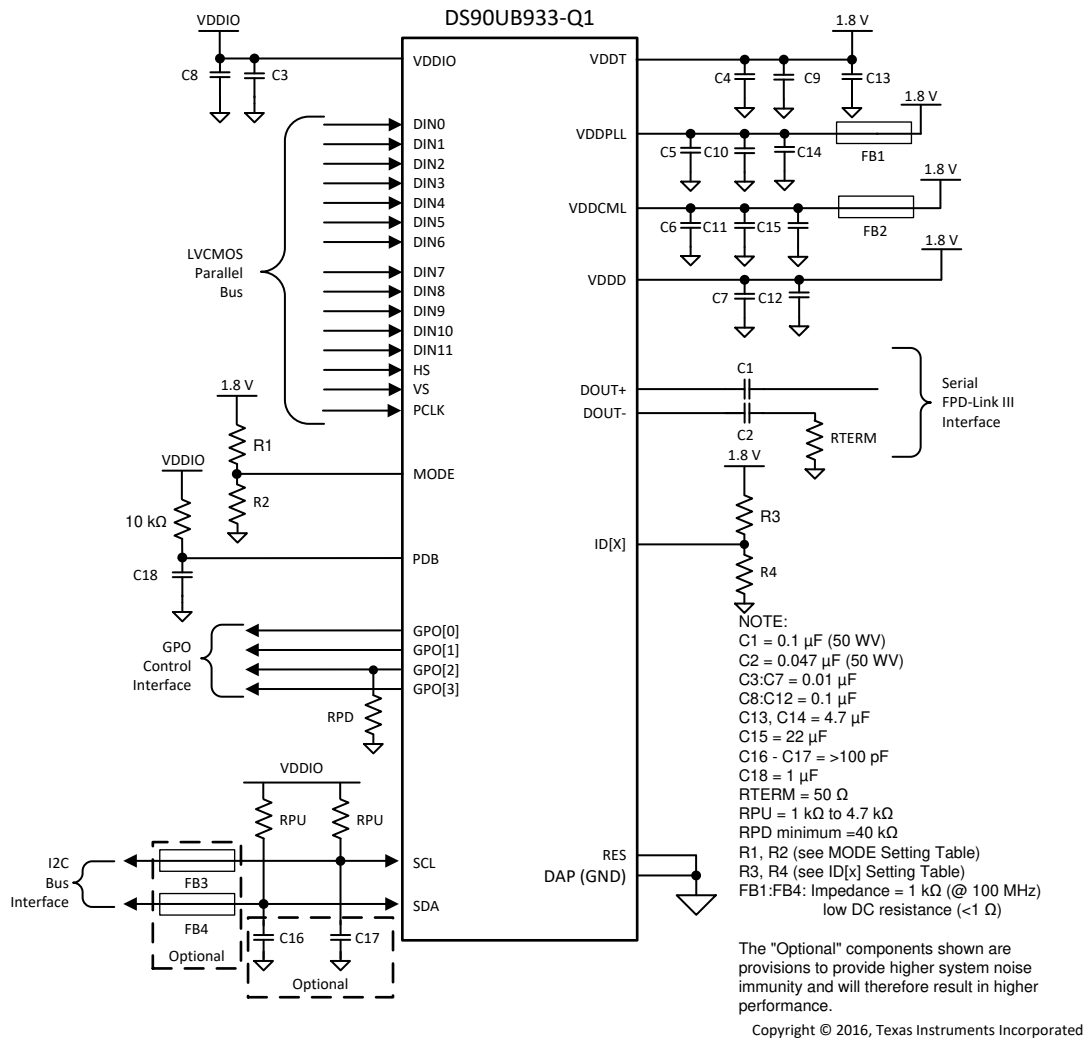 DS90UB933-Q1
VDDIO
VDDIO
C8
C3
DIN0
DIN1
DIN2
DIN3
DIN4
DIN5
DIN6
DIN7
DIN8
DIN9
DIN10
DIN11
HS
VS
PCLK
LVCMOS
Parallel
Bus
1.8 V
R1
MODE
R2
VDDIO
10 kΩ
PDB
C18
GPO[0]
GPO[1]
GPO[2]
GPO[3]
GPO
Control
Interface
RPD
VDDIO
RPU
RPU
I2C
Bus
Interface
FB3
SCL
FB4
SDA
Optional
C16
C17
Optional
1.8 V
VDDT
C4
C9
C13
1.8 V
VDDPLL
C5
C10
C14
FB1
1.8 V
VDDCML
C6
C11
C15
FB2
1.8 V
VDDD
C7
C12
C1
DOUT+
DOUT-
C2
RTERM
Serial
FPD-Link III
Interface
1.8 V
R3
ID[X]
R4
RES
DAP (GND)
NOTE:
C1 = 0.1 µF (50 WV)
C2 = 0.047 µF (50 WV)
C3:C7 = 0.01 µF
C8:C12 = 0.1 µF
C13, C14 = 4.7 µF
C15 = 22 µF
C16 - C17 = >100 pF
C18 = 1 µF
RTERM = 50 Ω
RPU = 1 kΩ to 4.7 kΩ
RPD minimum =40 kΩ
R1, R2 (see MODE Setting Table)
R3, R4 (see ID[x] Setting Table)
FB1:FB4: Impedance = 1 kΩ (@ 100 MHz)
low DC resistance (<1 Ω)
The "Optional" components shown are
provisions to provide higher system noise
immunity and will therefore result in higher
performance.
Copyright © 2016, Texas Instruments Incorporated